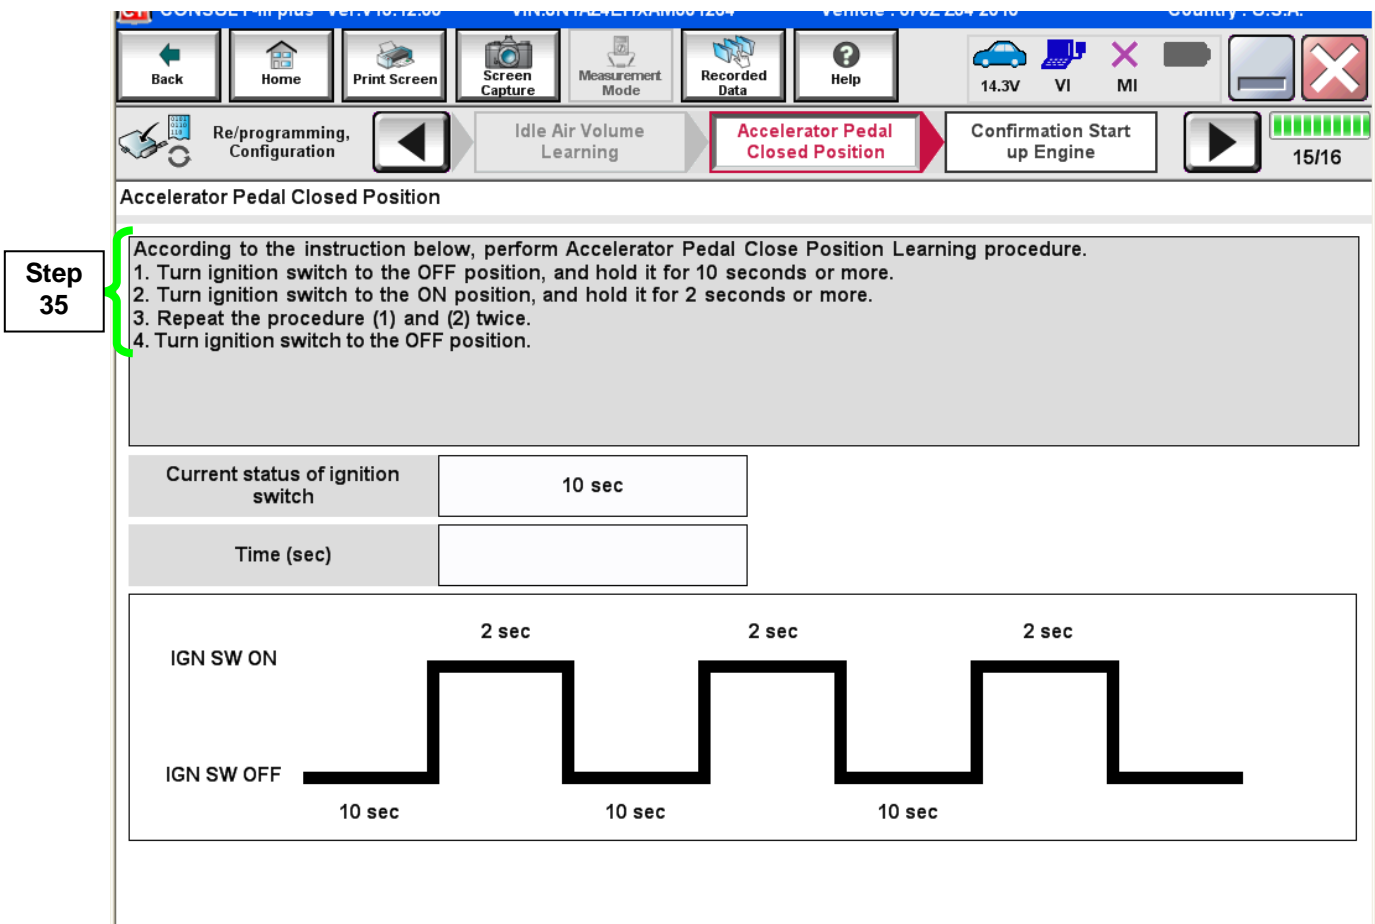 Back
Home
Print Screen
Screen
Capture
Measurement
Mode
Recorded
Data
Help
14.3V
VI
MI
Re/programming,
Configuration
Idle Air Volume
Learning
Accelerator Pedal
Closed Position
Confirmation Start
up Engine
15/16
Accelerator Pedal Closed Position
Step
35
According to the instruction below, perform Accelerator Pedal Close Position Learning procedure.
1. Turn ignition switch to the OFF position, and hold it for 10 seconds or more.
2. Turn ignition switch to the ON position, and hold it for 2 seconds or more.
3. Repeat the procedure (1) and (2) twice.
4. Turn ignition switch to the OFF position.
Current status of ignition
switch
10 sec
Time (sec)
2 sec
2 sec
2 sec
IGN SW ON
IGN SW OFF
10 sec
10 sec
10 sec